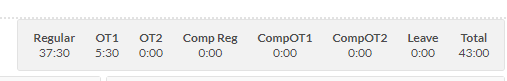 Regular OT1 OT2 Comp Reg CompOT1 CompOT2 Leave Total
37:30 5:30 0:00 0:00 0:00 0:00 0:00 43:00